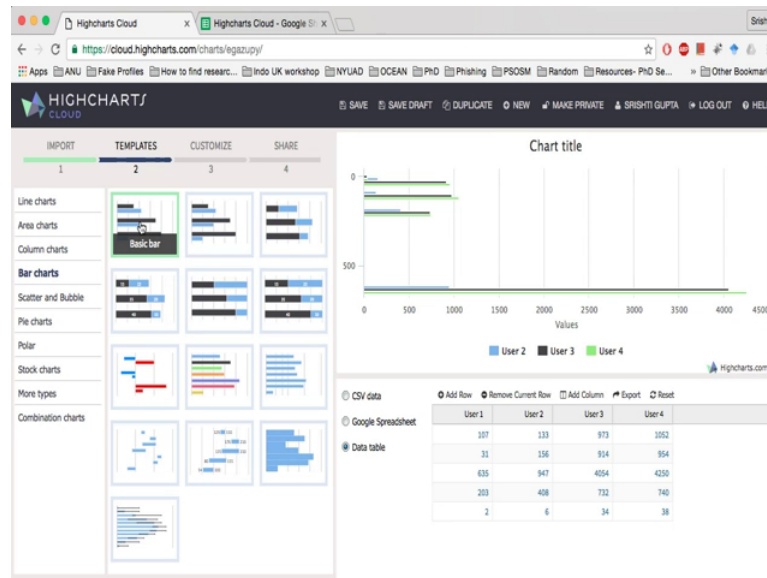 Highcharts Cloud
Highcharts Cloud - Google Sh
Srish
https://cloud.highcharts.com/charts/egazupy/
Apps ANU Fake Profiles How to find researc... Indo UK workshop NYUAD OCEAN PhD Phishing PSOSM Random Resources- PhD Se... » Other Bookmar
HIGHCHARTS
CLOUD
SAVE SAVE DRAFT DUPLICATE NEW MAKE PRIVATE SRISHTI GUPTA LOG OUT HEL
IMPORT TEMPLATES CUSTOMIZE SHARE
1 2 3 4
Line charts
Area charts
Column charts
Bar charts
Scatter and Bubble
Pie charts
Polar
Stock charts
More types
Combination charts
Basic bar
Chart title
0
500
0 500 1000 1500 2000 2500 3000 3500 4000 4500
Values
User 2 User 3 User 4
Highcharts.com
CSV data
Google Spreadsheet
Data table
Add Row Remove Current Row Add Column Export Reset
User 1 User 2 User 3 User 4
107 133 973 1052
31 156 914 954
635 947 4054 4250
203 408 732 740
2 6 34 38